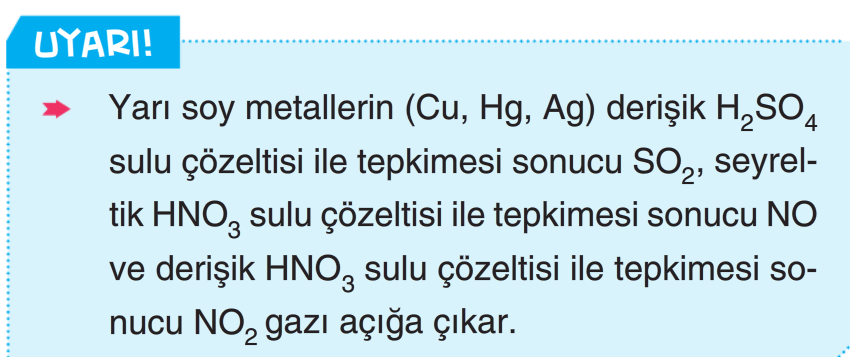 UYARI!
Yarı soy metallerin (Cu, Hg, Ag) derişik H₂SO₄
sulu çözeltisi ile tepkimesi sonucu SO₂, seyrel-
tik HNO₃ sulu çözeltisi ile tepkimesi sonucu NO
ve derişik HNO₃ sulu çözeltisi ile tepkimesi so-
nucu NO₂ gazı açığa çıkar.